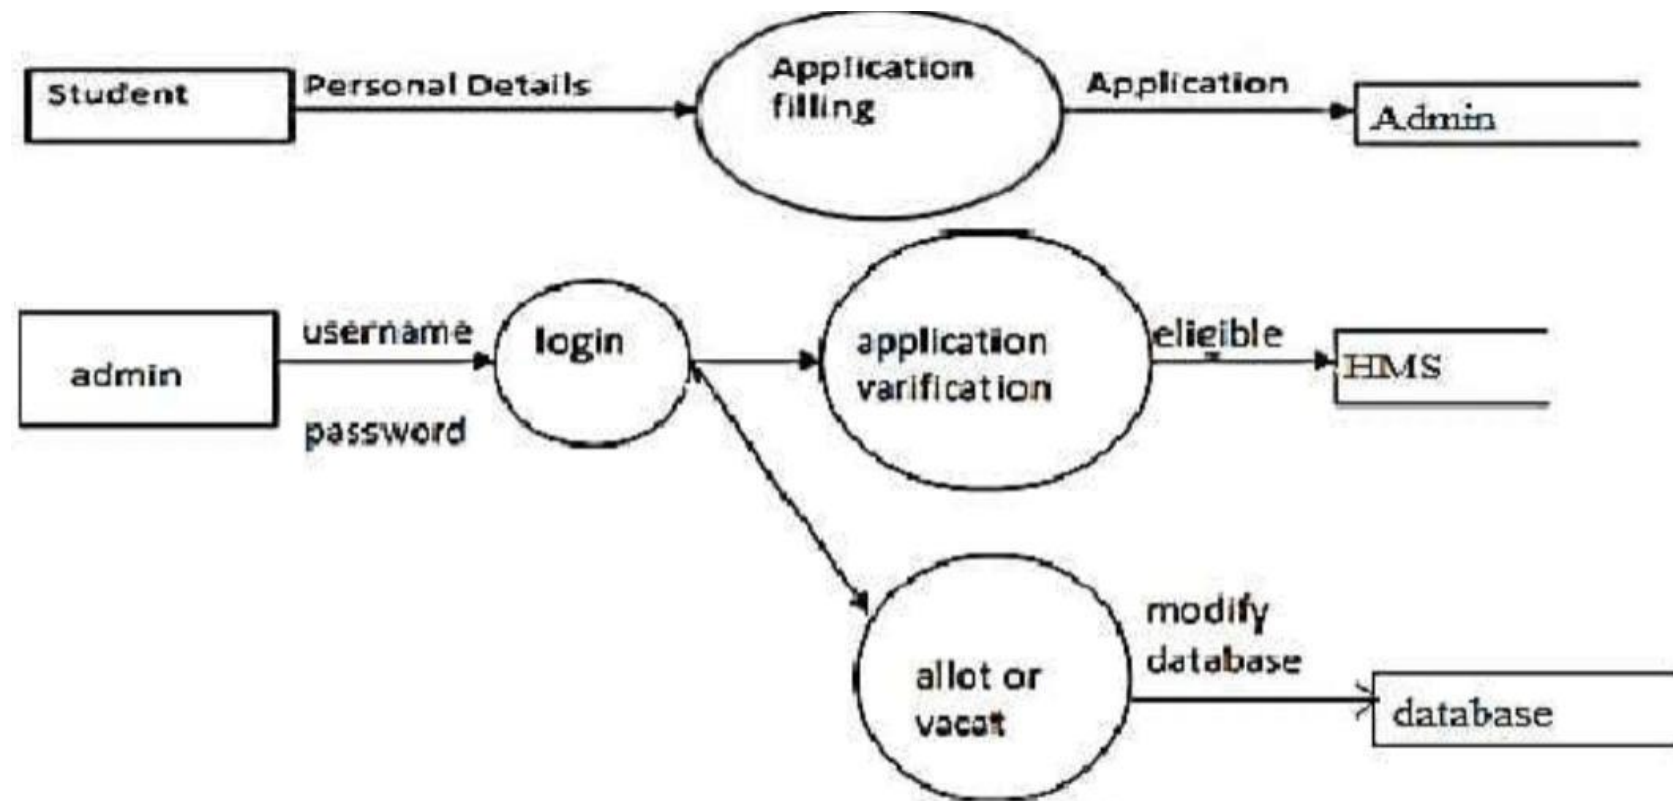 Student
Personal Details
Application
filling
Application
Admin
admin
username
password
login
application
varification
eligible
HMS
allot or
vacat
modify
database
database